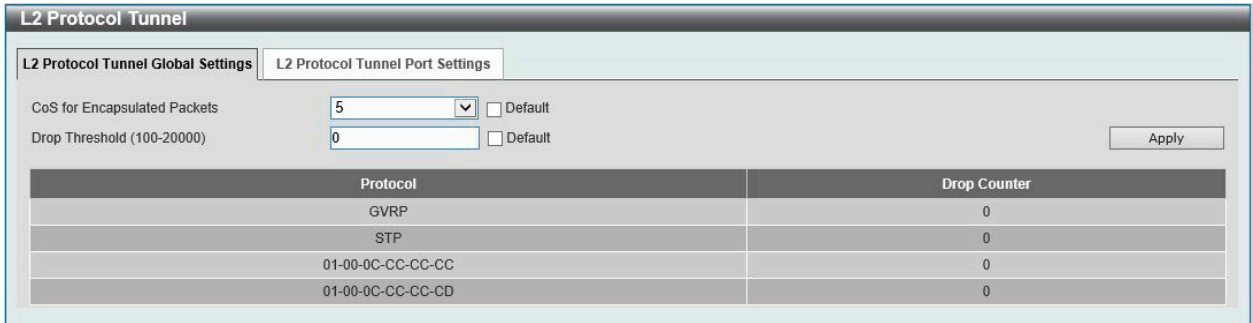 L2 Protocol Tunnel
L2 Protocol Tunnel Global Settings L2 Protocol Tunnel Port Settings
CoS for Encapsulated Packets 5 Default
Drop Threshold (100-20000) 0 Default Apply
Protocol Drop Counter
GVRP 0
STP 0
01-00-0C-CC-CC-CC 0
01-00-0C-CC-CC-CD 0